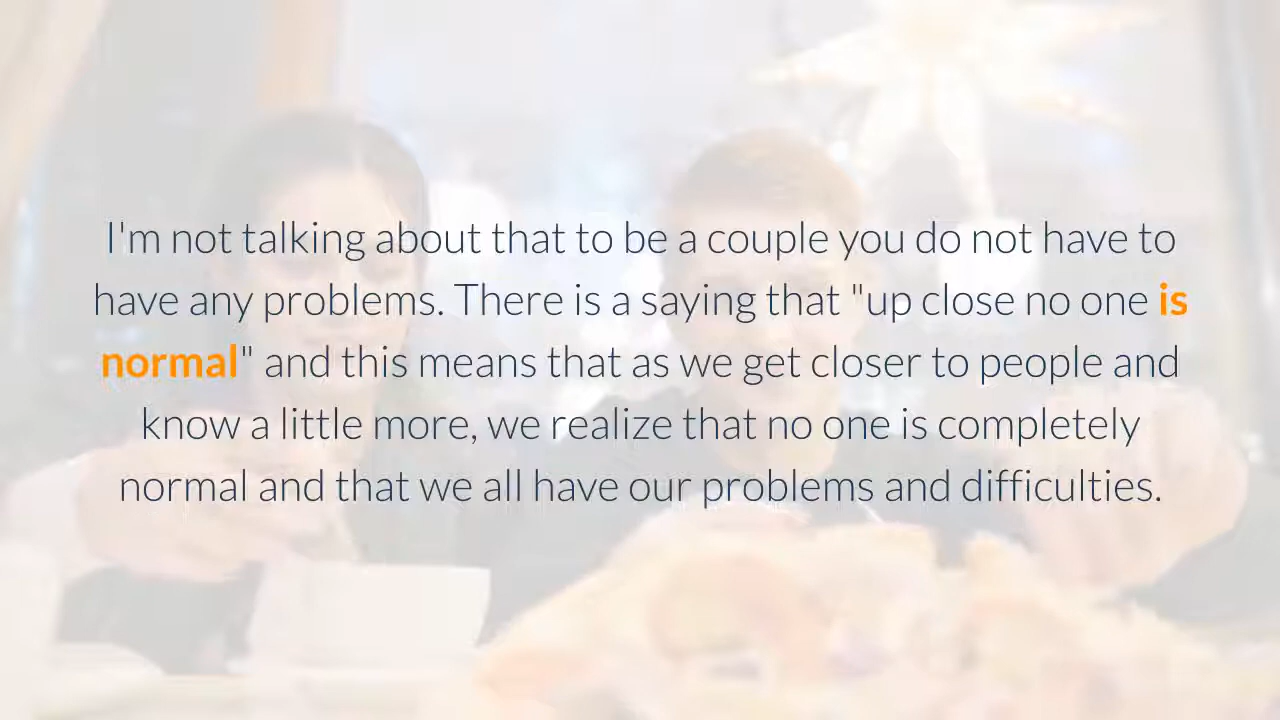 I'm not talking about that to be a couple you do not have to
have any problems. There is a saying that "up close no one is
normal" and this means that as we get closer to people and
know a little more, we realize that no one is completely
normal and that we all have our problems and difficulties.